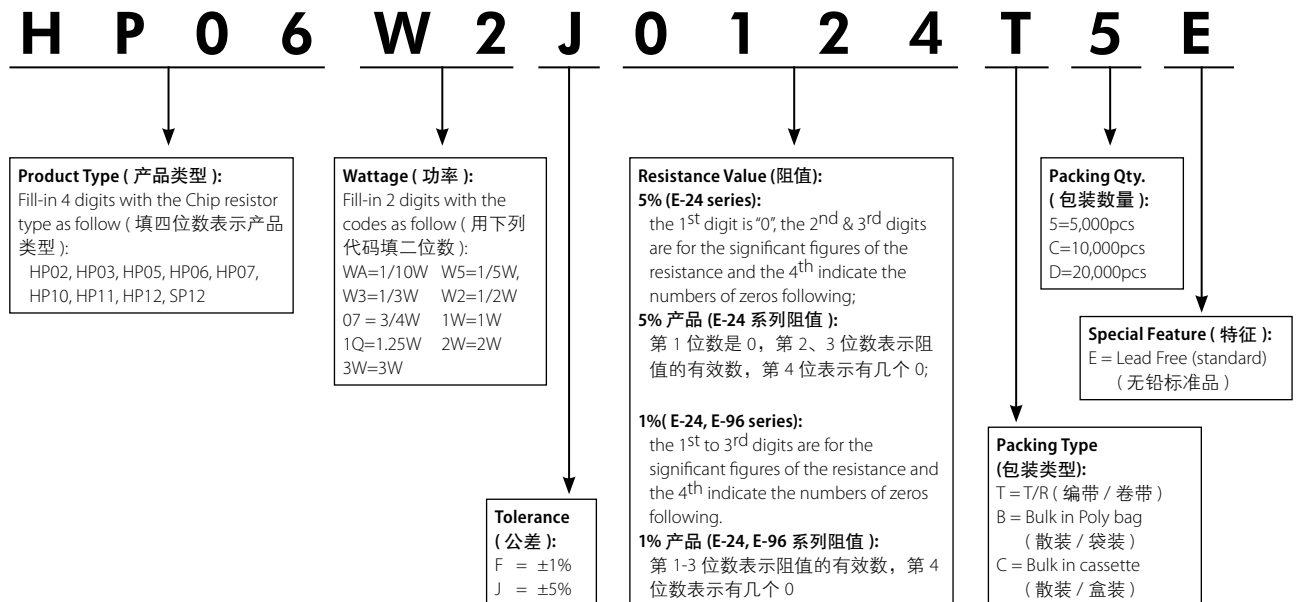 H P 0 6 W 2 J 0 1 2 4 T 5 E
Product Type ( 产品类型 ):
Fill-in 4 digits with the Chip resistor
type as follow ( 填四位数表示产品
类型 ):
HP02, HP03, HP05, HP06, HP07,
HP10, HP11, HP12, SP12
Wattage ( 功率 ):
Fill-in 2 digits with the
codes as follow ( 用下列
代码填二位数 ):
WA=1/10W W5=1/5W,
W3=1/3W W2=1/2W
07 = 3/4W 1W=1W
1Q=1.25W 2W=2W
3W=3W
Tolerance
( 公差 ):
F = ±1%
J = ±5%
Resistance Value (阻值):
5% (E-24 series):
the 1st digit is “0”, the 2nd & 3rd digits
are for the significant figures of the
resistance and the 4th indicate the
numbers of zeros following;
5% 产品 (E-24 系列阻值 ):
第 1 位数是 0，第 2、3 位数表示阻
值的有效数，第 4 位表示有几个 0;
1%( E-24, E-96 series):
the 1st to 3rd digits are for the
significant figures of the resistance and
the 4th indicate the numbers of zeros
following.
1% 产品 (E-24, E-96 系列阻值 ):
第 1-3 位数表示阻值的有效数，第 4
位数表示有几个 0
Packing Type
(包装类型):
T = T/R ( 编带 / 卷带 )
B = Bulk in Poly bag
( 散装 / 袋装 )
C = Bulk in cassette
( 散装 / 盒装 )
Packing Qty.
( 包装数量 ):
5=5,000pcs
C=10,000pcs
D=20,000pcs
Special Feature ( 特征 ):
E = Lead Free (standard)
( 无铅标准品 )